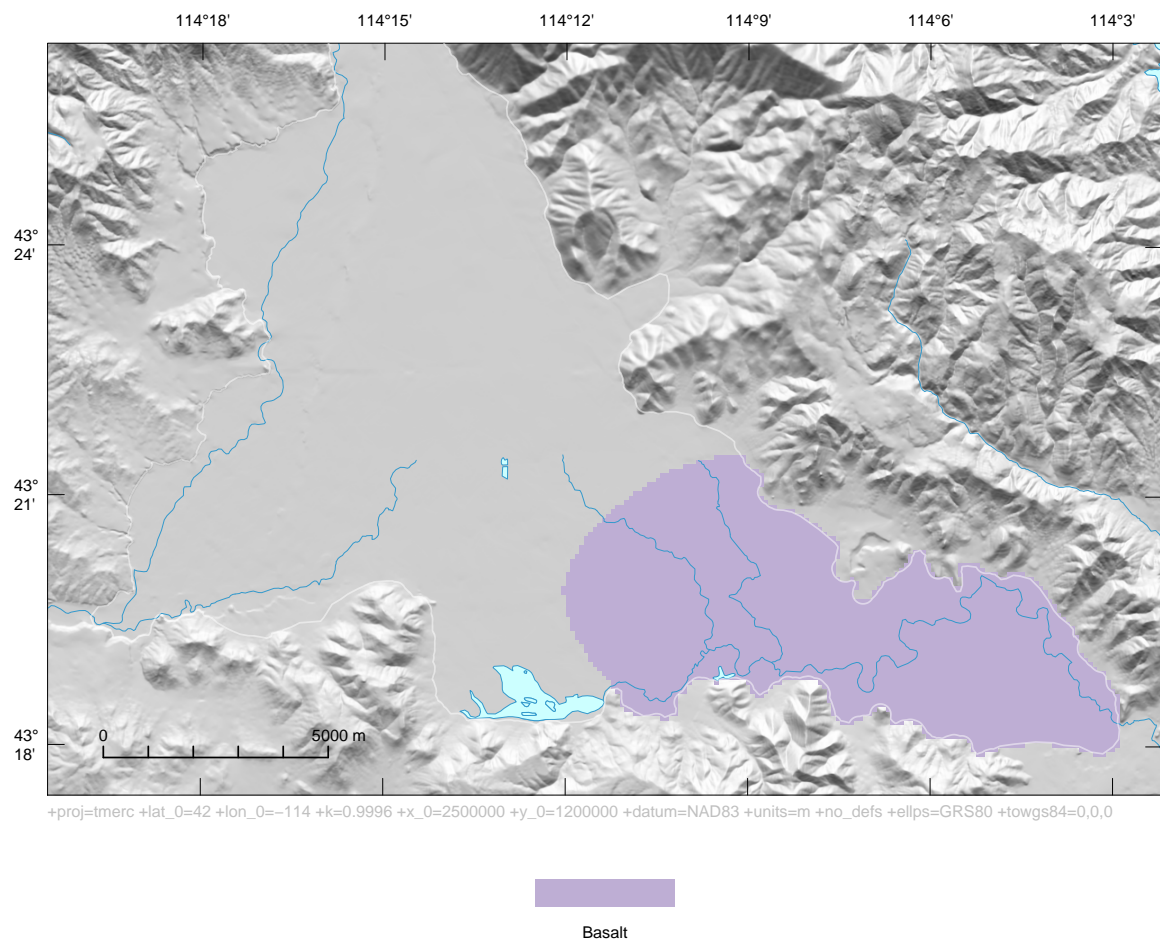 114°18' 114°15' 114°12' 114°9' 114°6' 114°3'
43°
24'
43°
21'
43°
18'
0 5000 m
+proj=tmerc +lat_0=42 +lon_0=−114 +k=0.9996 +x_0=2500000 +y_0=1200000 +datum=NAD83 +units=m +no_defs +ellps=GRS80 +towgs84=0,0,0
Basalt